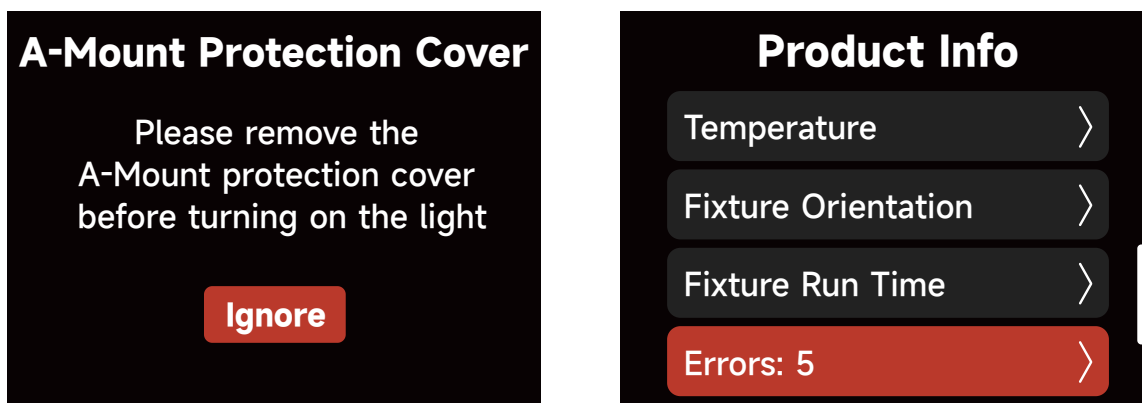 A-Mount Protection Cover
Please remove the
A-Mount protection cover
before turning on the light
Ignore
Product Info
Temperature
Fixture Orientation
Fixture Run Time
Errors: 5